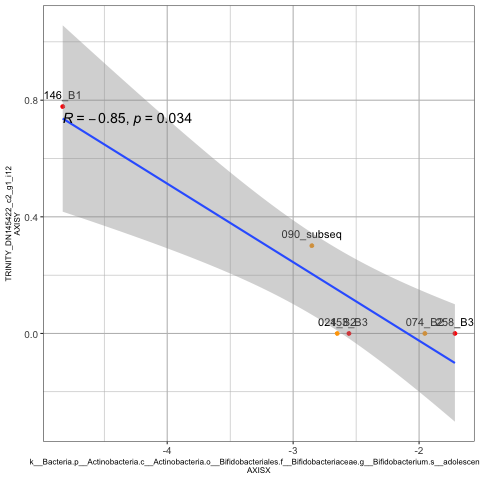 146_B1
R = −0.85, p = 0.034
0.8
TRINITY_DN145422_c2_g1_i12
AXISY
090_subseq
0.4
074_B2
258_B3
0.0
-4
-3
-2
k__Bacteria.p__Actinobacteria.c__Actinobacteria.o__Bifidobacteriales.f__Bifidobacteriaceae.g__Bifidobacterium.s__adolescen
AXISX